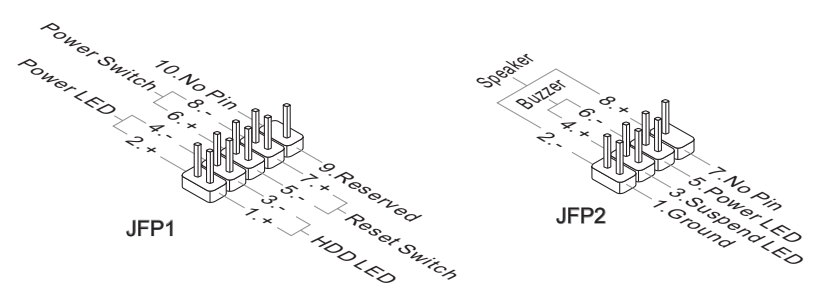 Power Switch
Power LED
10.No Pin
8.-
6.+
4.-
2.+
9.Reserved
7.+
5.-
3.-
1.+
Reset Switch
HDD LED
JFP1
Speaker
Buzzer
8.+
6.-
4.+
2.-
7.No Pin
5.Power LED
3.Suspend LED
1.Ground
JFP2